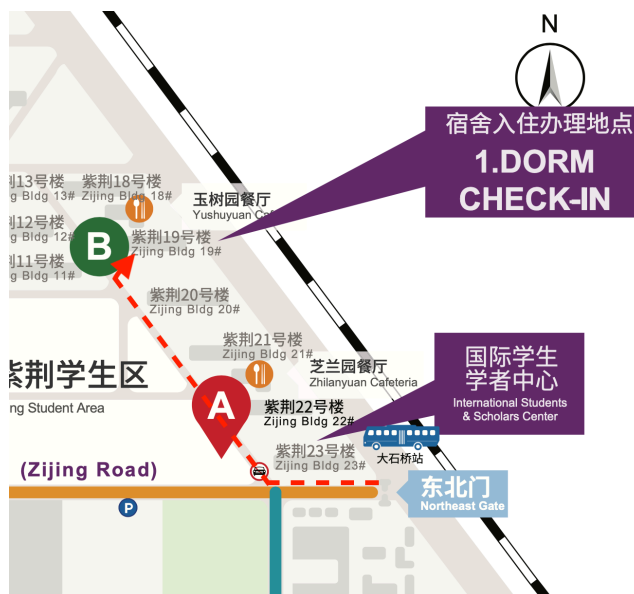 N
宿舍入住办理地点
1.DORM
CHECK-IN
玉树园餐厅
Yushuyuan Caf
荆13号楼
g Bldg 13#
紫荆18号楼
Zijing Bldg 18#
荆12号楼
g Bldg 12#
B
紫荆19号楼
Zijing Bldg 19#
荆11号楼
g Bldg 11#
紫荆20号楼
Zijing Bldg 20#
紫荆21号楼
Zijing Bldg 21#
芝兰园餐厅
Zhilanyuan Cafeteria
国际学生
学者中心
International Students
& Scholars Center
紫荆学生区
ng Student Area
A
紫荆22号楼
Zijing Bldg 22#
紫荆23号楼
Zijing Bldg 23#
大石桥站
(Zijing Road)
东北门
Northeast Gate
P